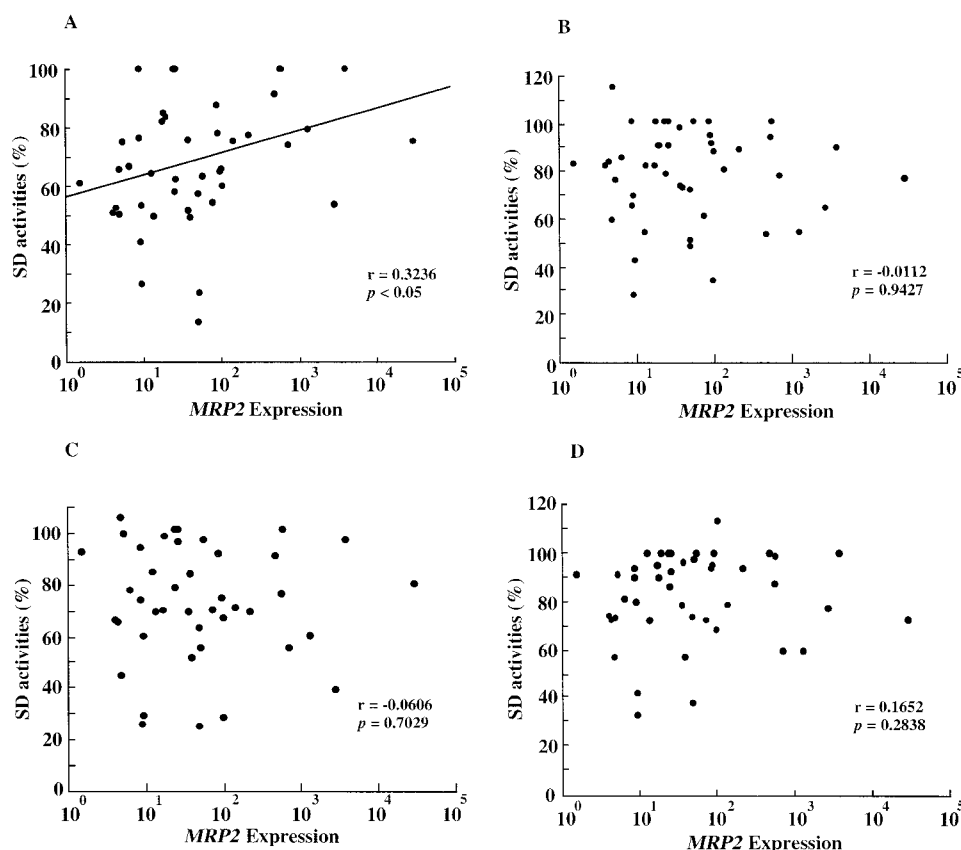 A
SD activities (%)
100
80
60
40
20
0
r = 0.3236
p < 0.05
10^0 10^1 10^2 10^3 10^4 10^5
MRP2 Expression
B
SD activities (%)
120
100
80
60
40
20
0
r = -0.0112
p = 0.9427
10^0 10^1 10^2 10^3 10^4 10^5
MRP2 Expression
C
SD activities (%)
100
80
60
40
20
0
r = -0.0606
p = 0.7029
10^0 10^1 10^2 10^3 10^4 10^5
MRP2 Expression
D
SD activities (%)
120
100
80
60
40
20
0
r = 0.1652
p = 0.2838
10^0 10^1 10^2 10^3 10^4 10^5
MRP2 Expression